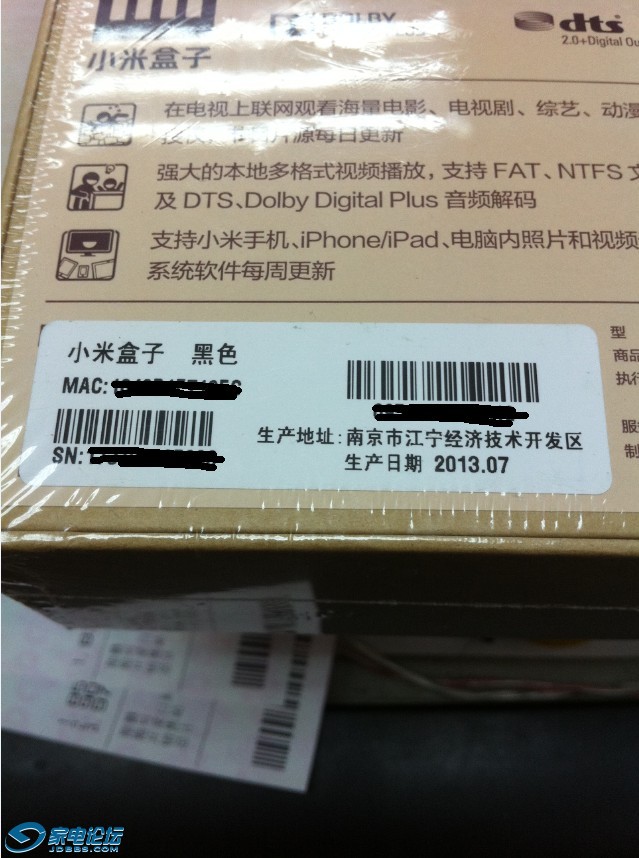 DOLBY
dts
2.0+Digital Ou
小米盒子
在电视上联网观看海量电影、电视剧、综艺、动漫
源每日更新
强大的本地多格式视频播放，支持 FAT、NTFS 文
及 DTS、Dolby Digital Plus 音频解码
支持小米手机、iPhone/iPad、电脑内照片和视频
系统软件每周更新
型
商品
执行
服
制
小米盒子 黑色
MAC:
SN:
生产地址:南京市江宁经济技术开发区
生产日期 2013.07
家电论坛
JDBBS.COM